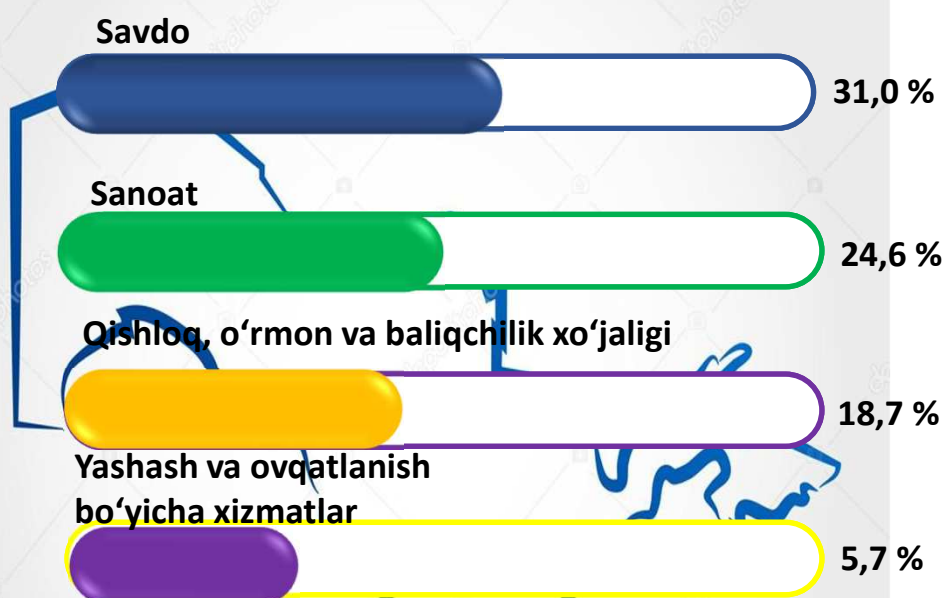 Savdo
31,0 %
Sanoat
24,6 %
Qishloq, o‘rmon va baliqchilik xo‘jaligi
18,7 %
Yashash va ovqatlanish
bo‘yicha xizmatlar
5,7 %